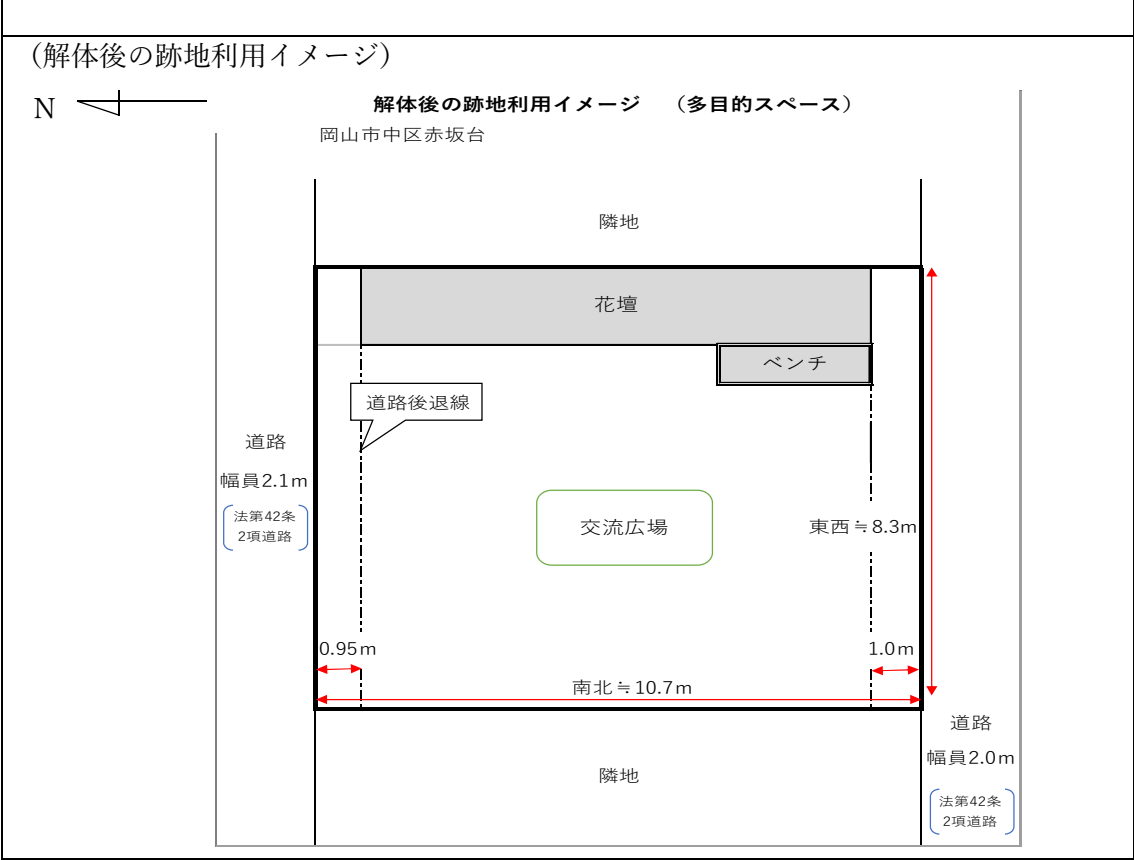 （解体後の跡地利用イメージ）
N
解体後の跡地利用イメージ　（多目的スペース）
岡山市中区赤坂台
隣地
花壇
ベンチ
道路後退線
道路
幅員2.1m
法第42条
2項道路
交流広場
東西≒8.3m
0.95m
1.0m
南北≒10.7m
道路
幅員2.0m
法第42条
2項道路
隣地